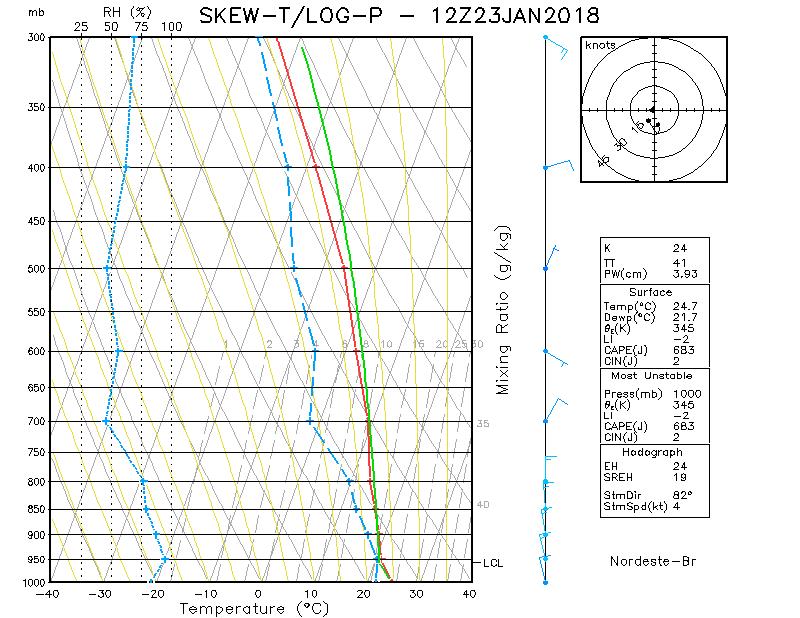 SKEW-T/LOG-P - 12Z23JAN2018
mb
RH (%)
25 50 75 100
300
350
400
450
500
550
600
650
700
750
800
850
900
950
1000
1 2 3 4 6 8 10 15 20 25 30
35
40
LCL
-40 -30 -20 -10 0 10 20 30 40
Temperature (°C)
Mixing Ratio (g/kg)
knots
15
30
45
K 24
TT 41
PW(cm) 3.93
Surface
Temp(°C) 24.7
Dewp(°C) 21.7
θE(K) 345
LI -2
CAPE(J) 683
CIN(J) 2
Most Unstable
Press(mb) 1000
θE(K) 345
LI -2
CAPE(J) 683
CIN(J) 2
Hodograph
EH 24
SREH 19
StmDir 82°
StmSpd(kt) 4
Nordeste-Br